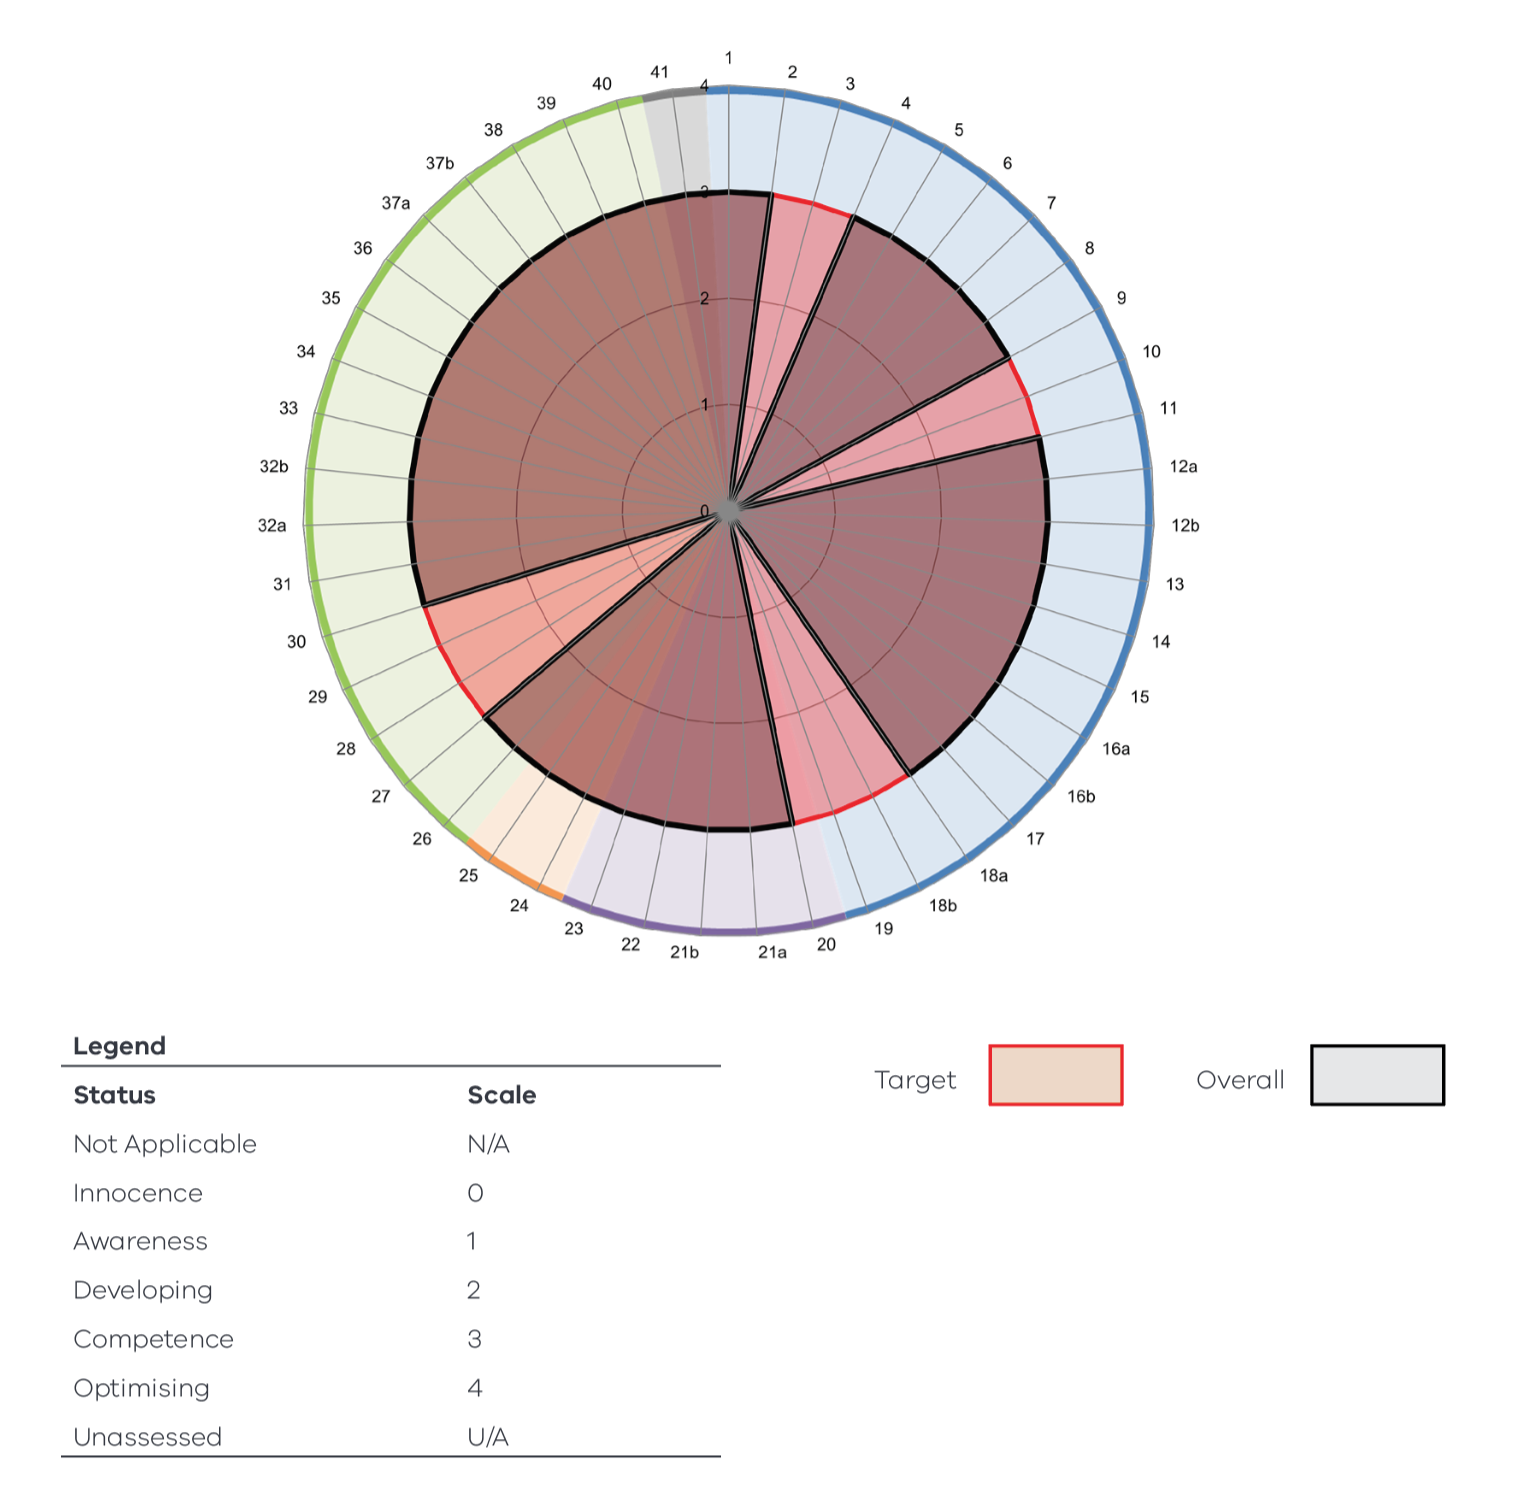 1
2
3
4
5
6
7
8
9
10
11
12a
12b
13
14
15
16a
16b
17
18a
18b
19
20
21a
21b
22
23
24
25
26
27
28
29
30
31
32a
32b
33
34
35
36
37a
37b
38
39
40
41
4
3
2
1
0
Legend
Status Scale
Not Applicable N/A
Innocence 0
Awareness 1
Developing 2
Competence 3
Optimising 4
Unassessed U/A
Target Overall